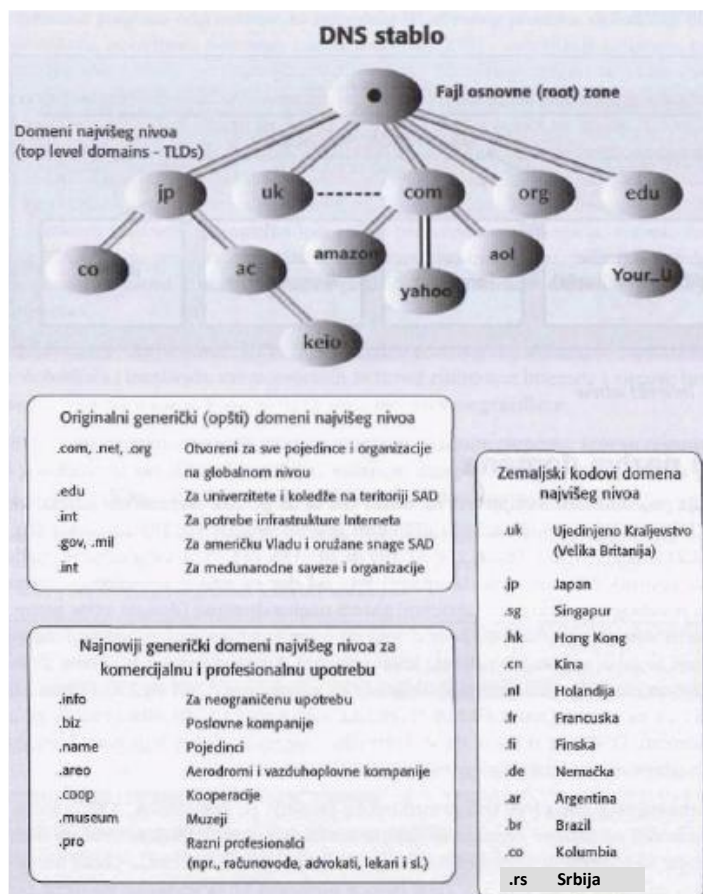 DNS stablo
Fajl osnovne (root) zone
Domeni najvišeg nivoa
(top level domains - TLDs)
jp
uk
com
org
edu
co
ac
amazon
yahoo
aol
Your_U
keio
Originalni generički (opšti) domeni najvišeg nivoa
.com, .net, .org Otvoreni za sve pojedince i organizacije
na globalnom nivou
.edu Za univerzitete i koledže na teritoriji SAD
.int Za potrebe infrastrukture Interneta
.gov, .mil Za američku Vladu i oružane snage SAD
.int Za međunarodne saveze i organizacije
Najnoviji generički domeni najvišeg nivoa za
komercijalnu i profesionalnu upotrebu
.info Za neograničenu upotrebu
.biz Poslovne kompanije
.name Pojedinci
.areo Aerodromi i vazduhoplovne kompanije
.coop Kooperacije
.museum Muzeji
.pro Razni profesionalci
(npr., računovođe, advokati, lekari i sl.)
Zemaljski kodovi domena
najvišeg nivoa
.uk Ujedinjeno Kraljevstvo
(Velika Britanija)
.jp Japan
.sg Singapur
.hk Hong Kong
.cn Kina
.nl Holandija
.fr Francuska
.fi Finska
.de Nemačka
.ar Argentina
.br Brazil
.co Kolumbia
.rs Srbija